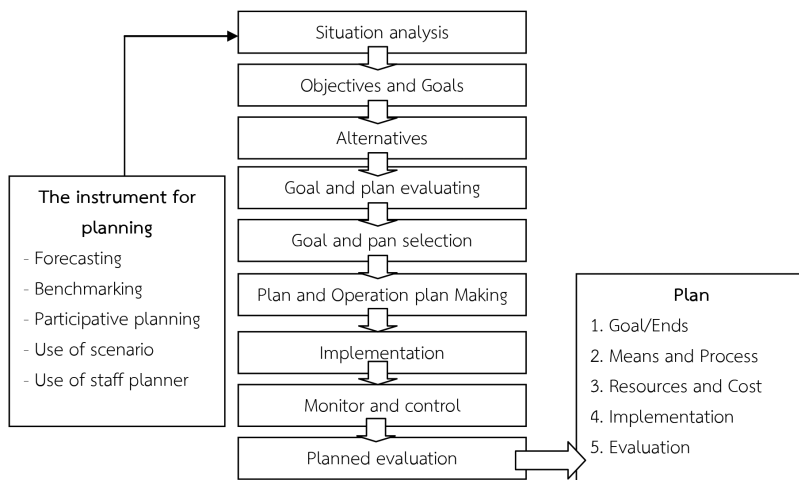 Situation analysis
Objectives and Goals
Alternatives
Goal and plan evaluating
Goal and pan selection
Plan and Operation plan Making
Implementation
Monitor and control
Planned evaluation
The instrument for
planning
- Forecasting
- Benchmarking
- Participative planning
- Use of scenario
- Use of staff planner
Plan
1. Goal/Ends
2. Means and Process
3. Resources and Cost
4. Implementation
5. Evaluation